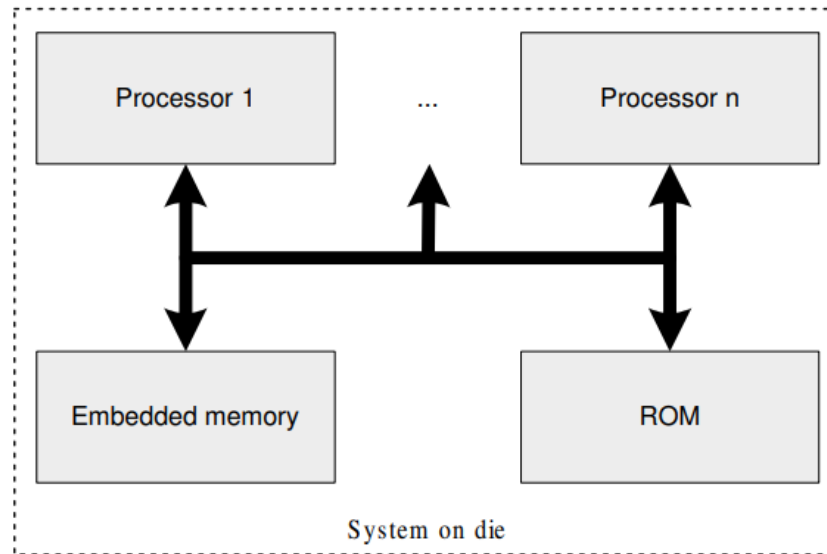 Processor 1
...
Processor n
Embedded memory
ROM
System on die